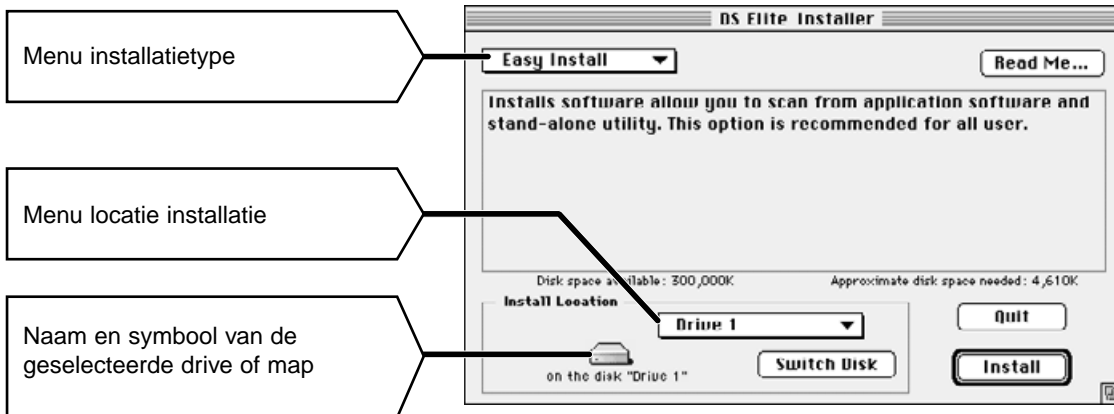 DS Elite Installer
Menu installatietype
Easy Install
Read Me...
Installs software allow you to scan from application software and
stand-alone utility. This option is recommended for all user.
Menu locatie installatie
Disk space available: 300,000K
Approximate disk space needed: 4,610K
Install Location
Drive 1
Quit
Naam en symbool van de
geselecteerde drive of map
on the disk "Drive 1"
Switch Disk
Install